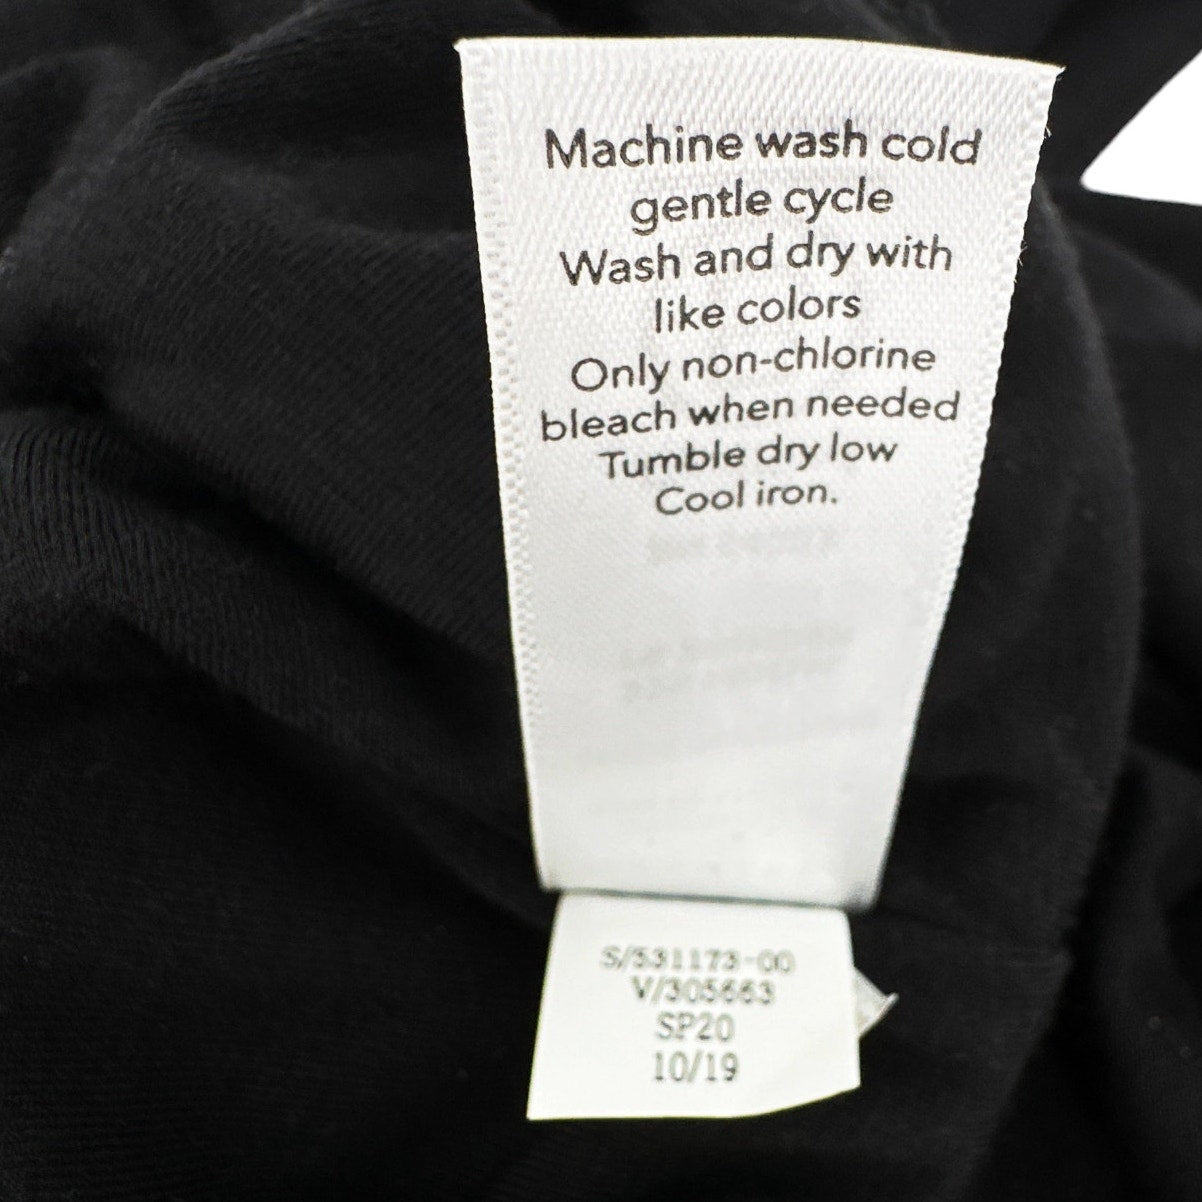 Machine wash cold
gentle cycle
Wash and dry with
like colors
Only non-chlorine
bleach when needed
Tumble dry low
Cool iron.
S/531173-00
V/305663
SP20
10/19